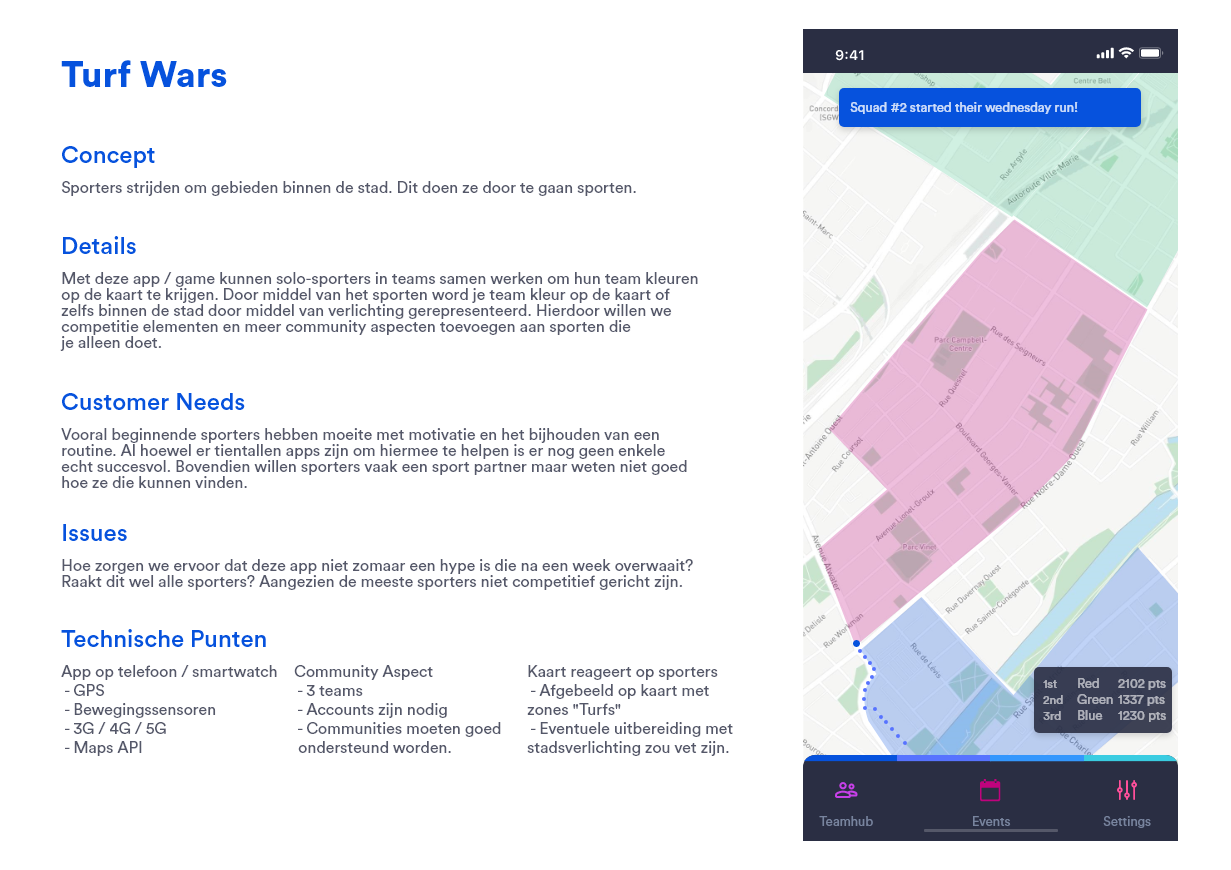 Turf Wars
Concept
Sporters strijden om gebieden binnen de stad. Dit doen ze door te gaan sporten.
Details
Met deze app / game kunnen solo-sporters in teams samen werken om hun team kleuren
op de kaart te krijgen. Door middel van het sporten word je team kleur op de kaart of
zelfs binnen de stad door middel van verlichting gerepresenteerd. Hierdoor willen we
competitie elementen en meer community aspecten toevoegen aan sporten die
je alleen doet.
Customer Needs
Vooral beginnende sporters hebben moeite met motivatie en het bijhouden van een
routine. Al hoewel er tientallen apps zijn om hiermee te helpen is er nog geen enkele
echt succesvol. Bovendien willen sporters vaak een sport partner maar weten niet goed
hoe ze die kunnen vinden.
Issues
Hoe zorgen we ervoor dat deze app niet zomaar een hype is die na een week overwaait?
Raakt dit wel alle sporters? Aangezien de meeste sporters niet competitief gericht zijn.
Technische Punten
App op telefoon / smartwatch
- GPS
- Bewegingssensoren
- 3G / 4G / 5G
- Maps API
Community Aspect
- 3 teams
- Accounts zijn nodig
- Communities moeten goed
ondersteund worden.
Kaart reageert op sporters
- Afgebeeld op kaart met
zones "Turfs"
- Eventuele uitbereiding met
stadsverlichting zou vet zijn.
9:41
Centre Bell
Squad #2 started their wednesday run!
Concord
(SGW
Rue Argyle
Autoroute Ville-Marie
Saint-Marc
Parc Campbell-
Centre
Rue des Seigneurs
Rue Quesnel
Rue William
t-Antoine Ouest
Rue Coursol
Boulevard Georges-Vanier
Rue Notre-Dame Ouest
Avenue Lionel-Groulx
Avenue Atwater
Parc Vinet
Rue Duvernay Ouest
Rue Sainte-Cunégonde
Delisle
Rue Workman
Rue de Lévis
1st Red 2102 pts
2nd Green 1337 pts
3rd Blue 1230 pts
Teamhub
Events
Settings